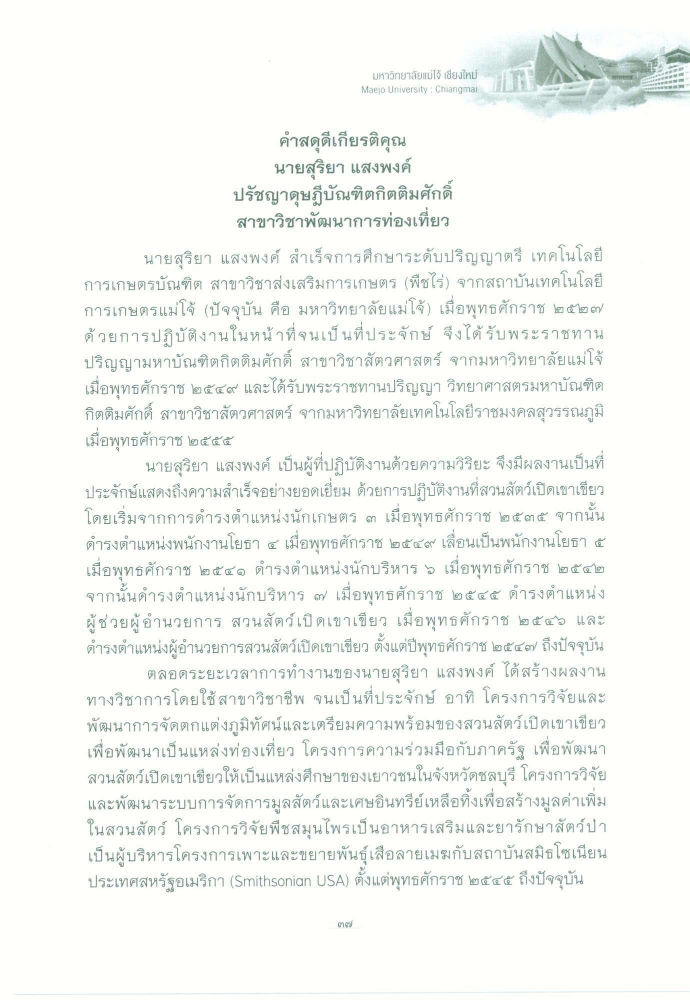 มหาวิทยาลัยแม่โจ้ เชียงใหม่
Maejo University : Chiangmai
คำสดุดีเกียรติคุณ
นายสุริยา แสงพงค์
ปรัชญาดุษฎีบัณฑิตกิตติมศักดิ์
สาขาวิชาพัฒนาการท่องเที่ยว
นายสุริยา แสงพงค์ สำเร็จการศึกษาระดับปริญญาตรี เทคโนโลยี
การเกษตรบัณฑิต สาขาวิชาส่งเสริมการเกษตร (พืชไร่) จากสถาบันเทคโนโลยี
การเกษตรแม่โจ้ (ปัจจุบัน คือ มหาวิทยาลัยแม่โจ้) เมื่อพุทธศักราช ๒๕๒๗
ด้วยการปฏิบัติงานในหน้าที่จนเป็นที่ประจักษ์ จึงได้รับพระราชทาน
ปริญญามหาบัณฑิตกิตติมศักดิ์ สาขาวิชาสัตวศาสตร์ จากมหาวิทยาลัยแม่โจ้
เมื่อพุทธศักราช ๒๕๔๙ และได้รับพระราชทานปริญญา วิทยาศาสตรมหาบัณฑิต
กิตติมศักดิ์ สาขาวิชาสัตวศาสตร์ จากมหาวิทยาลัยเทคโนโลยีราชมงคลสุวรรณภูมิ
เมื่อพุทธศักราช ๒๕๕๕
นายสุริยา แสงพงค์ เป็นผู้ที่ปฏิบัติงานด้วยความวิริยะ จึงมีผลงานเป็นที่
ประจักษ์แสดงถึงความสำเร็จอย่างยอดเยี่ยม ด้วยการปฏิบัติงานที่สวนสัตว์เปิดเขาเขียว
โดยเริ่มจากการดำรงตำแหน่งนักเกษตร ๓ เมื่อพุทธศักราช ๒๕๓๕ จากนั้น
ดำรงตำแหน่งพนักงานโยธา ๔ เมื่อพุทธศักราช ๒๕๔๙ เลื่อนเป็นพนักงานโยธา ๕
เมื่อพุทธศักราช ๒๕๔๑ ดำรงตำแหน่งนักบริหาร ๖ เมื่อพุทธศักราช ๒๕๔๒
จากนั้นดำรงตำแหน่งนักบริหาร ๗ เมื่อพุทธศักราช ๒๕๔๕ ดำรงตำแหน่ง
ผู้ช่วยผู้อำนวยการ สวนสัตว์เปิดเขาเขียว เมื่อพุทธศักราช ๒๕๔๖ และ
ดำรงตำแหน่งผู้อำนวยการสวนสัตว์เปิดเขาเขียว ตั้งแต่ปีพุทธศักราช ๒๕๔๗ ถึงปัจจุบัน
ตลอดระยะเวลาการทำงานของนายสุริยา แสงพงค์ ได้สร้างผลงาน
ทางวิชาการโดยใช้สาขาวิชาชีพ จนเป็นที่ประจักษ์ อาทิ โครงการวิจัยและ
พัฒนาการจัดตกแต่งภูมิทัศน์และเตรียมความพร้อมของสวนสัตว์เปิดเขาเขียว
เพื่อพัฒนาเป็นแหล่งท่องเที่ยว โครงการความร่วมมือกับภาครัฐ เพื่อพัฒนา
สวนสัตว์เปิดเขาเขียวให้เป็นแหล่งศึกษาของเยาวชนในจังหวัดชลบุรี โครงการวิจัย
และพัฒนาระบบการจัดการมูลสัตว์และเศษอินทรีย์เหลือทิ้งเพื่อสร้างมูลค่าเพิ่ม
ในสวนสัตว์ โครงการวิจัยพืชสมุนไพรเป็นอาหารเสริมและยารักษาสัตว์ป่า
เป็นผู้บริหารโครงการเพาะและขยายพันธุ์เสือลายเมฆกับสถาบันสมิธโซเนียน
ประเทศสหรัฐอเมริกา (Smithsonian USA) ตั้งแต่พุทธศักราช ๒๕๔๕ ถึงปัจจุบัน
๓๗